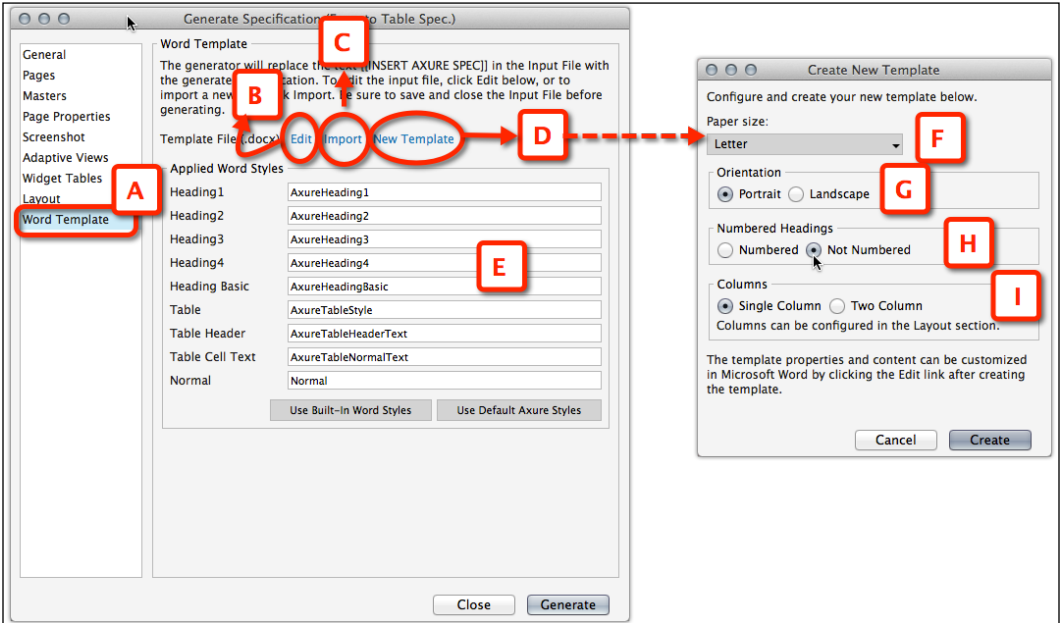 Generate Specification (F to Table Spec.)
General
Pages
Masters
Page Properties
Screenshot
Adaptive Views
Widget Tables
Layout
Word Template
A
Word Template
C
The generator will replace the text [[INSERT AXURE SPEC]] in the Input File with
the generate cation. To edit the input file, click Edit below, or to
import a new k Import. Be sure to save and close the Input File before
generating.
B
Template File (.docx) Edit Import New Template
D
Applied Word Styles
Heading1 AxureHeading1
Heading2 AxureHeading2
Heading3 AxureHeading3
Heading4 AxureHeading4
E
Heading Basic AxureHeadingBasic
Table AxureTableStyle
Table Header AxureTableHeaderText
Table Cell Text AxureTableNormalText
Normal Normal
Use Built-In Word Styles Use Default Axure Styles
Close Generate
Create New Template
Configure and create your new template below.
Paper size:
Letter
F
Orientation
Portrait Landscape
G
Numbered Headings
Numbered Not Numbered
H
Columns
Single Column Two Column
I
Columns can be configured in the Layout section.
The template properties and content can be customized
in Microsoft Word by clicking the Edit link after creating
the template.
Cancel Create